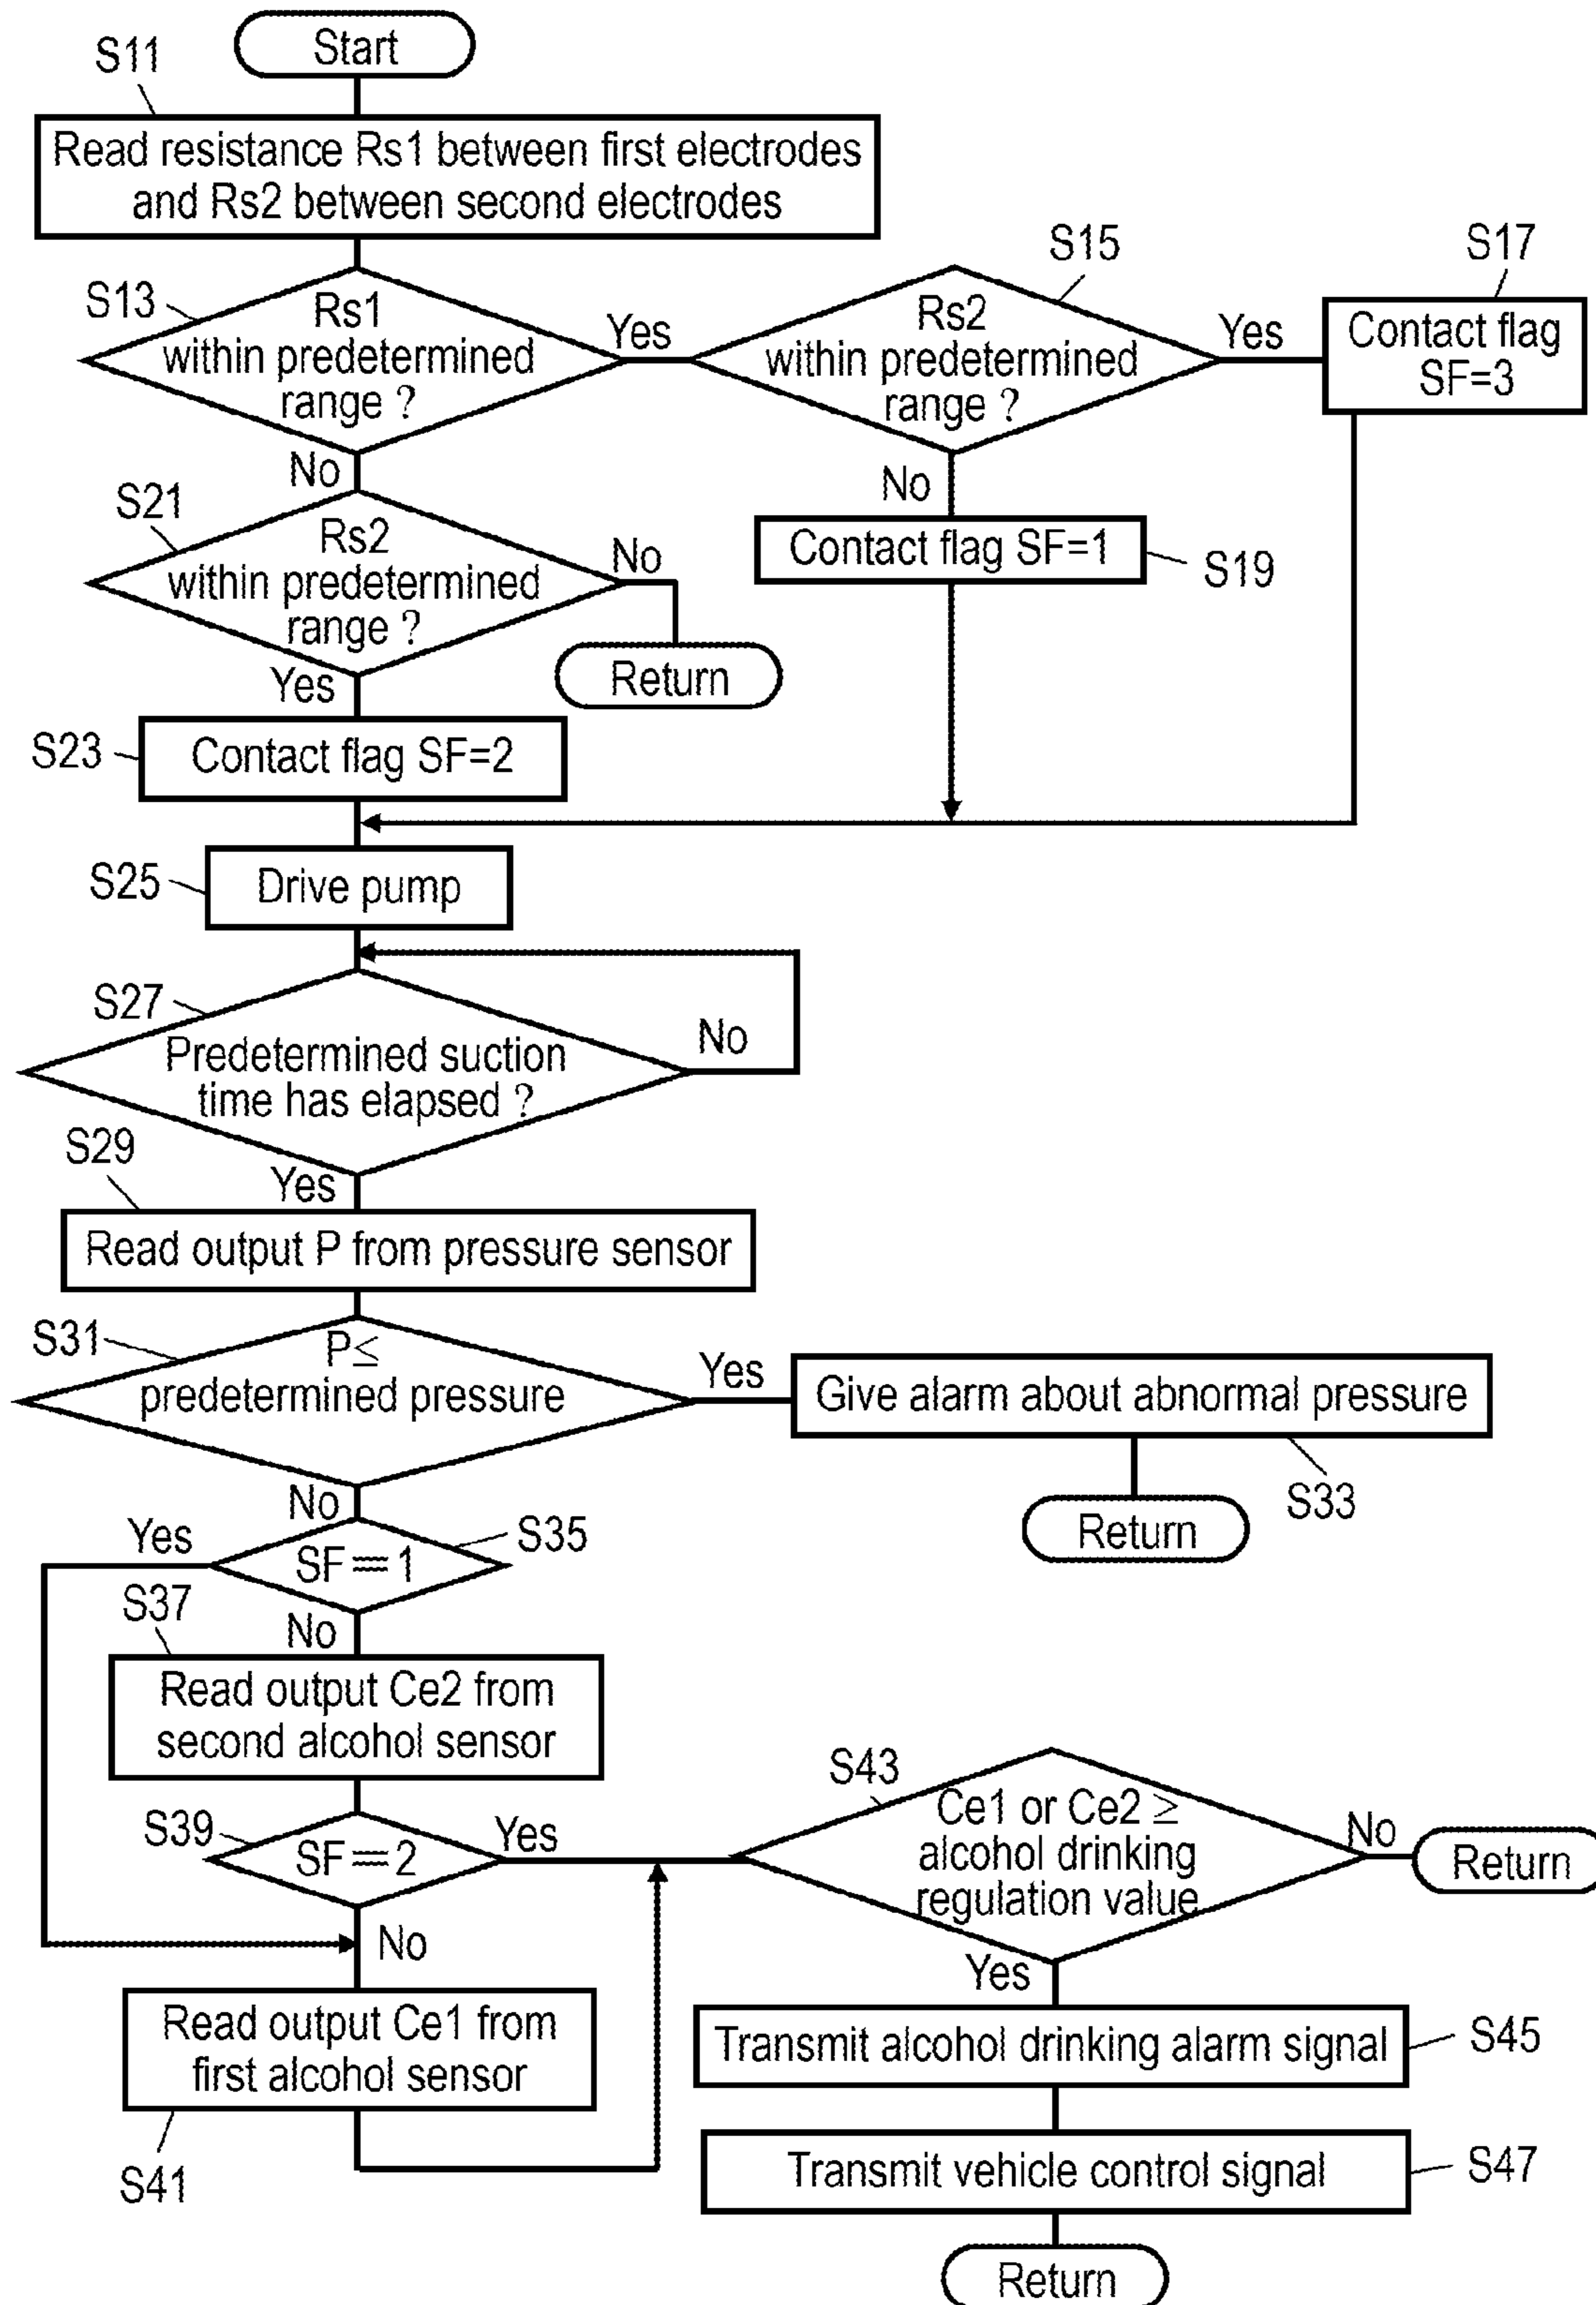 Start
S11
Read resistance Rs1 between first electrodes
and Rs2 between second electrodes
S13
Rs1
within predetermined
range ?
Yes
No
S15
Rs2
within predetermined
range ?
Yes
No
S17
Contact flag
SF=3
Contact flag SF=1
S19
S21
Rs2
within predetermined
range ?
No
Return
Yes
S23
Contact flag SF=2
S25
Drive pump
S27
Predetermined suction
time has elapsed ?
No
Yes
S29
Read output P from pressure sensor
S31
P≤
predetermined pressure
Yes
Give alarm about abnormal pressure
S33
Return
No
S35
SF=1
Yes
No
S37
Read output Ce2 from
second alcohol sensor
S39
SF=2
Yes
No
Read output Ce1 from
first alcohol sensor
S41
S43
Ce1 or Ce2 ≥
alcohol drinking
regulation value
No
Return
Yes
Transmit alcohol drinking alarm signal
S45
Transmit vehicle control signal
S47
Return